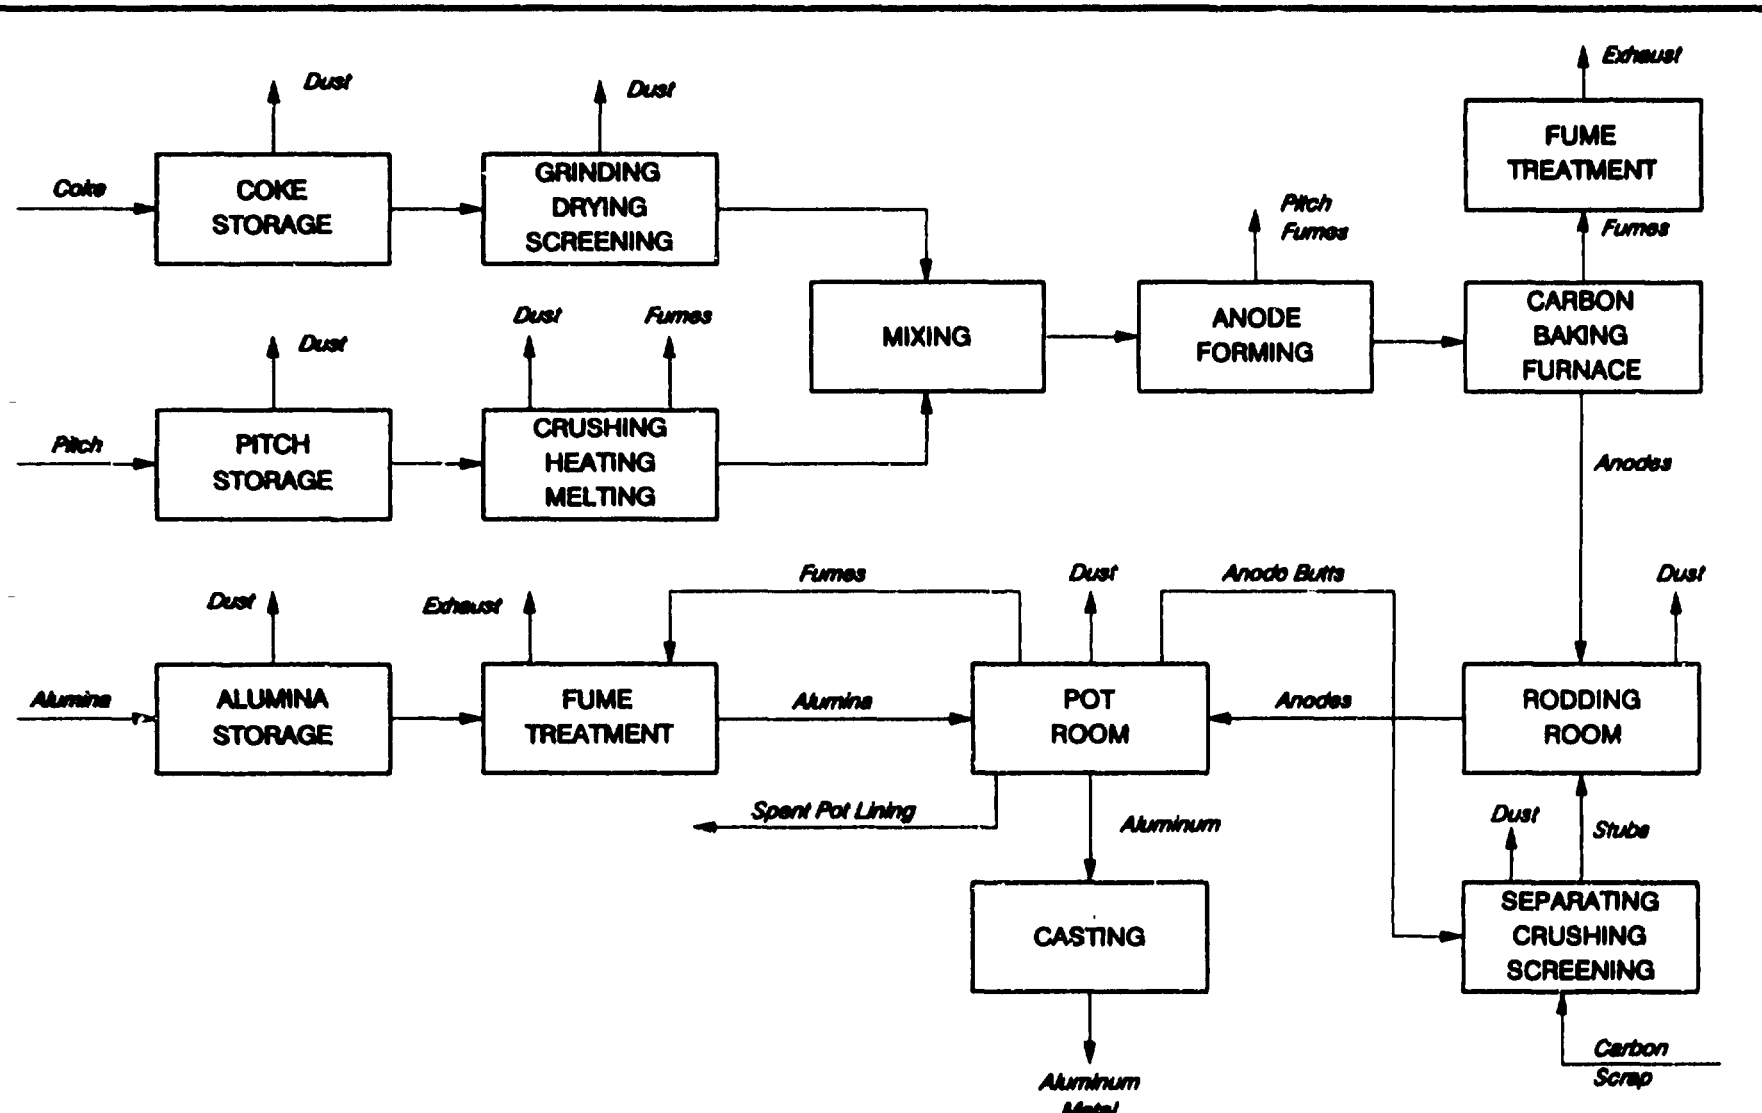 Exhaust
Dust
Dust
FUME
TREATMENT
Coke
COKE
STORAGE
GRINDING
DRYING
SCREENING
Pitch
Fumes
Fumes
Dust
Dust
Fumes
MIXING
ANODE
FORMING
CARBON
BAKING
FURNACE
Pitch
PITCH
STORAGE
CRUSHING
HEATING
MELTING
Anodes
Dust
Exhaust
Fumes
Dust
Anode Butts
Dust
Alumina
ALUMINA
STORAGE
FUME
TREATMENT
Alumina
POT
ROOM
Anodes
RODDING
ROOM
Spent Pot Lining
Aluminum
Dust
Stubs
CASTING
SEPARATING
CRUSHING
SCREENING
Carbon
Scrap
Aluminum
Metal